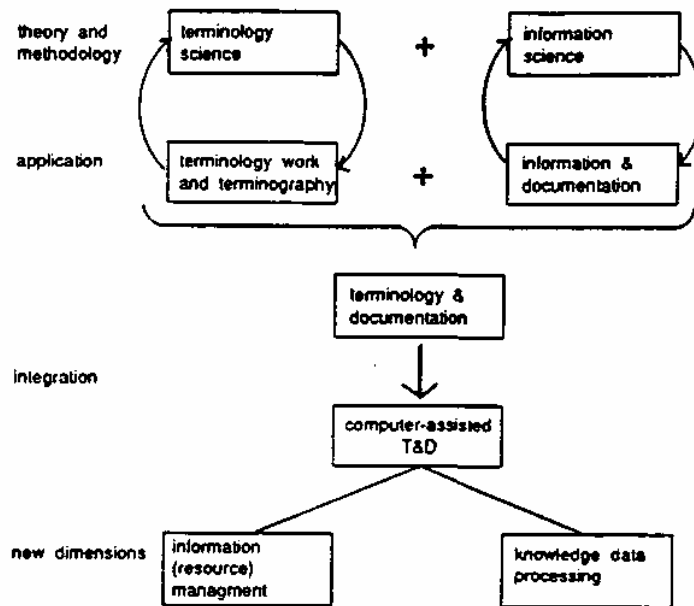 theory and
methodology
terminology
science
+
information
science
application
terminology work
and terminography
+
information &
documentation
terminology &
documentation
integration
computer-assisted
T&D
new dimensions
information
(resource)
managment
knowledge data
processing